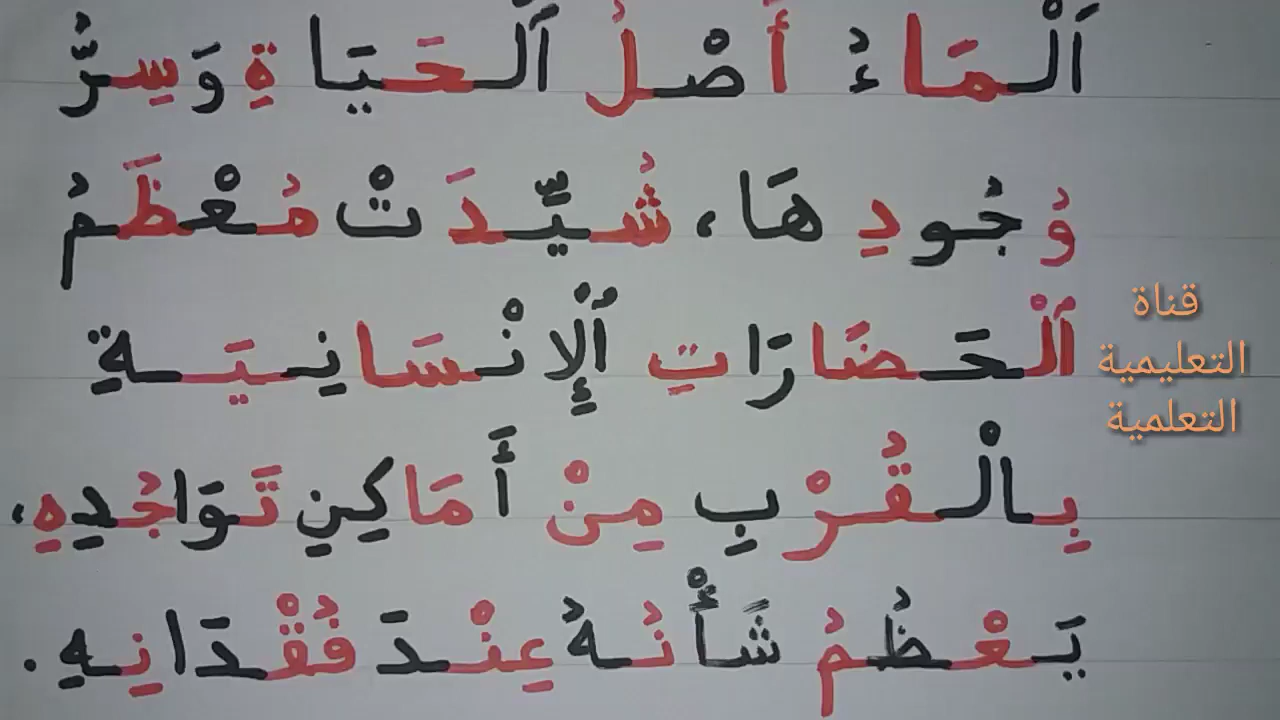 اَلْمَاءُ أَصْلُ اَلْحَيَاةِ وَسِرُّ
وُجُودِهَا، شُيِّدَتْ مُعْظَمُ
اَلْحَضَارَاتِ اُلْإِنْسَانِيَةِ
بِالْقُرْبِ مِنْ أَمَاكِنِ تَوَاجُدِهِ،
يَعْظُمُ شَأْنُهُ عِنْدَ فُقْدَانِهِ.
قناة
التعليمية
التعلمية